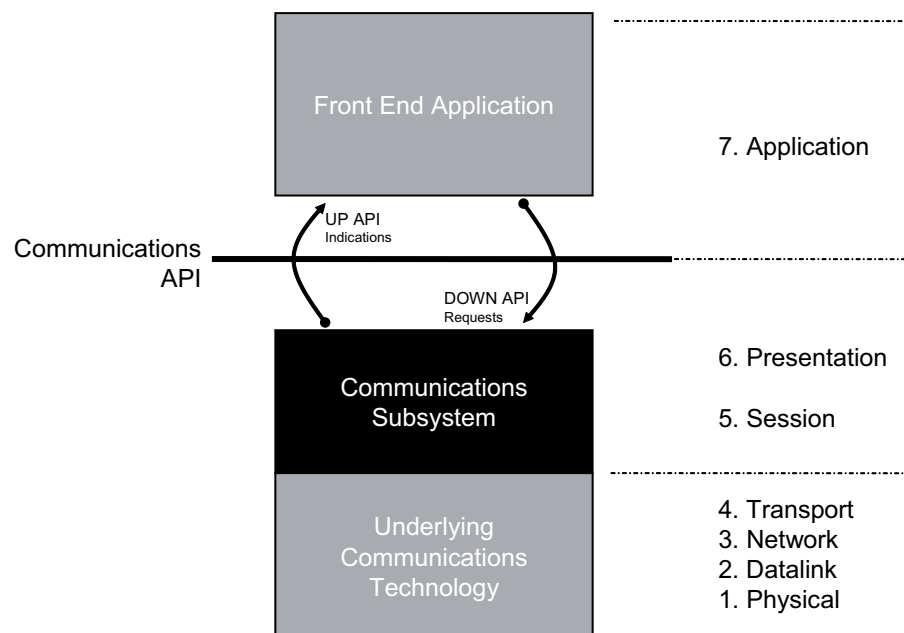 Front End Application
7. Application
UP API
Indications
Communications
API
DOWN API
Requests
Communications
Subsystem
6. Presentation
5. Session
Underlying
Communications
Technology
4. Transport
3. Network
2. Datalink
1. Physical